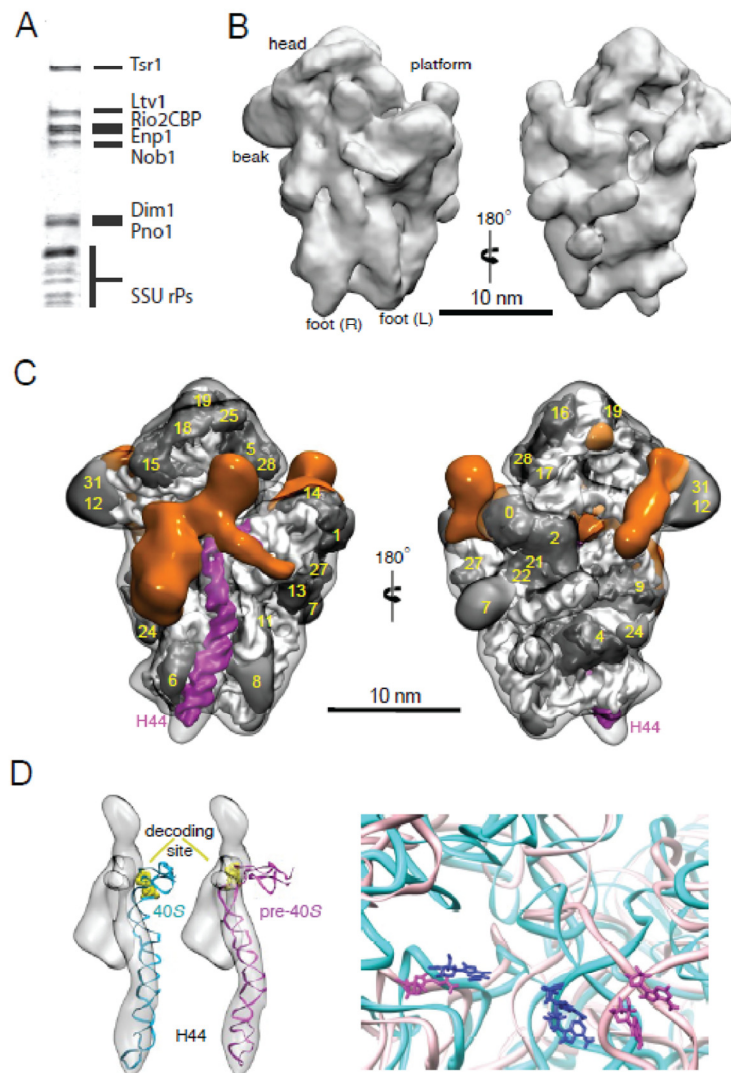 A
Tsr1
Ltv1
Rio2CBP
Enp1
Nob1
Dim1
Pno1
SSU rPs
B
head
platform
beak
foot (R)
foot (L)
180°
10 nm
C
19
18
25
15
5
28
31
12
14
1
27
13
7
24
11
6
8
H44
180°
10 nm
16
19
28
17
31
12
0
2
27
21
22
7
9
4
24
H44
D
decoding
site
40S
pre-40S
H44